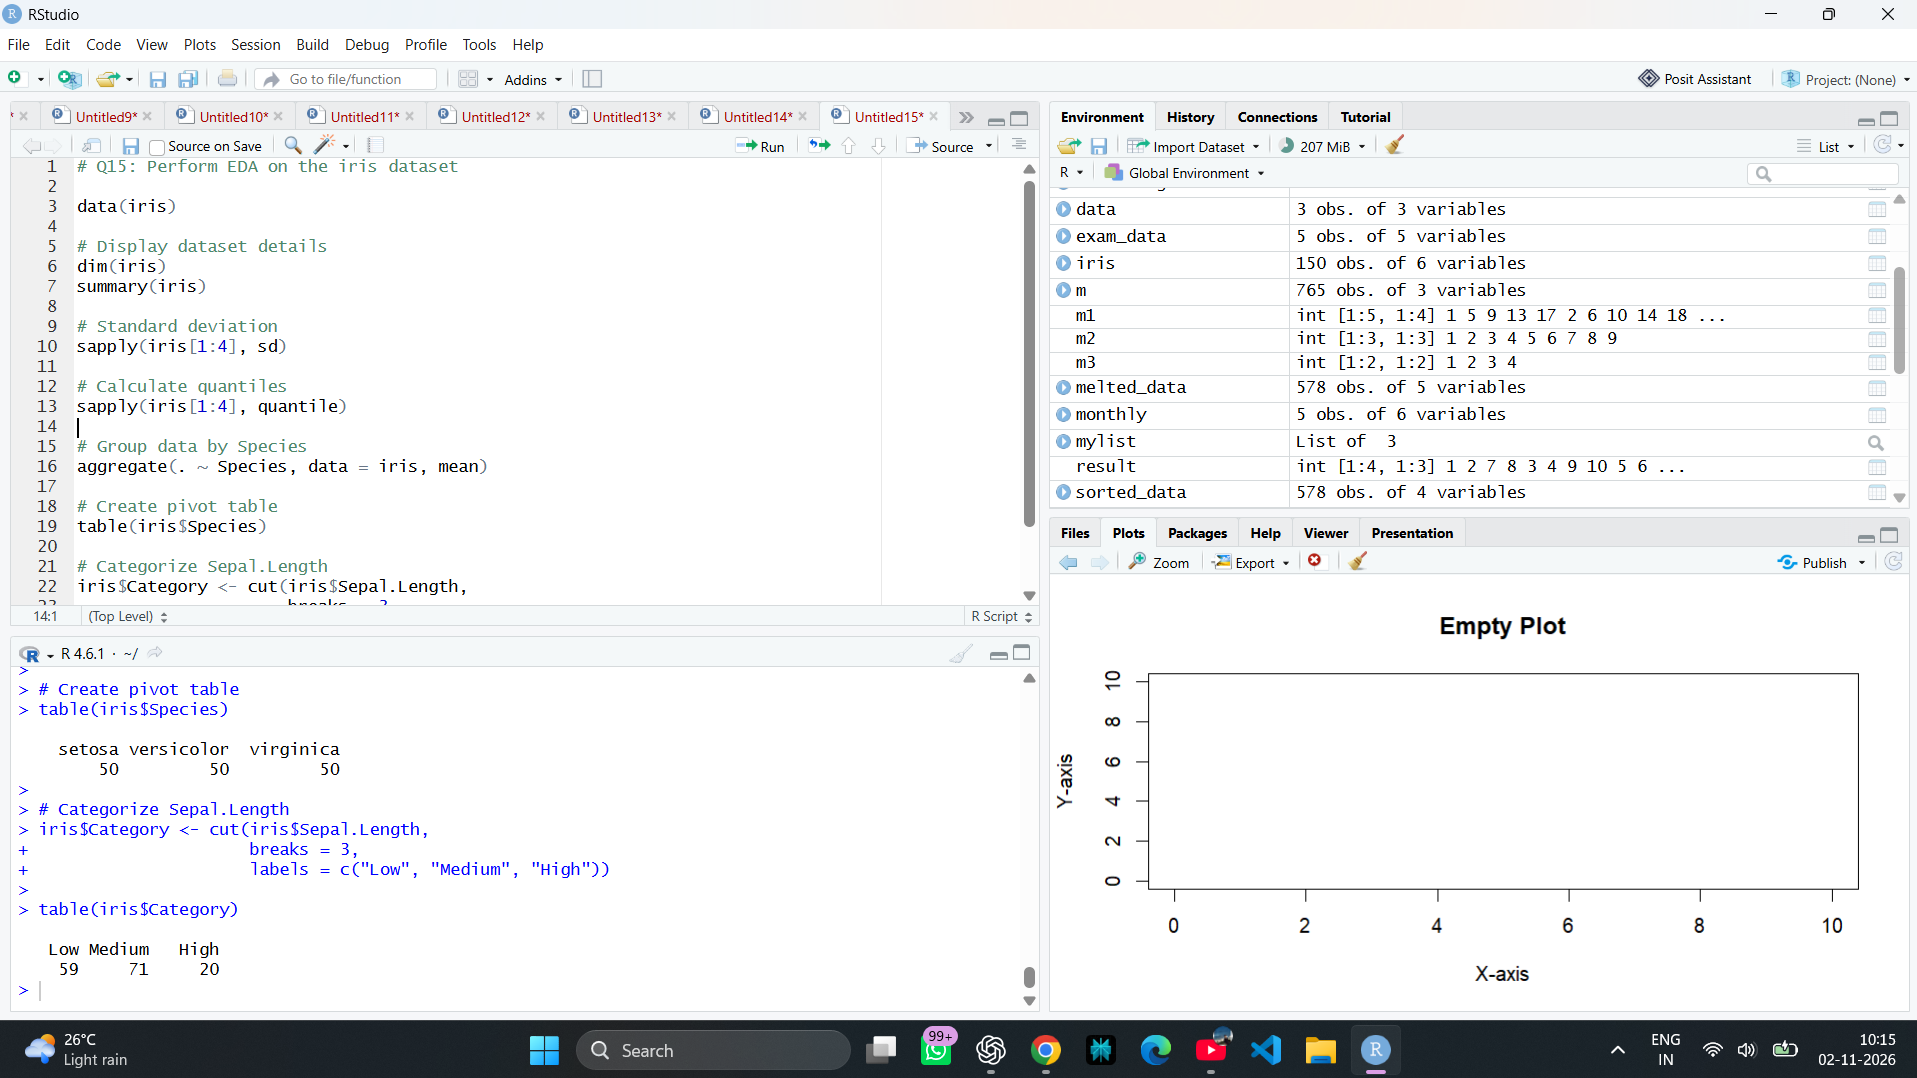 RStudio
File Edit Code View Plots Session Build Debug Profile Tools Help
Go to file/function Addins Posit Assistant Project: (None)
Untitled9* Untitled10* Untitled11* Untitled12* Untitled13* Untitled14* Untitled15*
Source on Save Run Source
1 # Q15: Perform EDA on the iris dataset
2
3 data(iris)
4
5 # Display dataset details
6 dim(iris)
7 summary(iris)
8
9 # Standard deviation
10 sapply(iris[1:4], sd)
11
12 # Calculate quantiles
13 sapply(iris[1:4], quantile)
14
15 # Group data by Species
16 aggregate(. ~ Species, data = iris, mean)
17
18 # Create pivot table
19 table(iris$Species)
20
21 # Categorize Sepal.Length
22 iris$Category <- cut(iris$Sepal.Length,
23 breaks = 3
14:1 (Top Level) R Script
R 4.6.1 · ~/
>
> # Create pivot table
> table(iris$Species)
setosa versicolor virginica
50 50 50
>
> # Categorize Sepal.Length
> iris$Category <- cut(iris$Sepal.Length,
+ breaks = 3,
+ labels = c("Low", "Medium", "High"))
>
> table(iris$Category)
Low Medium High
59 71 20
>
Environment History Connections Tutorial
Import Dataset 207 MiB List
R Global Environment
data 3 obs. of 3 variables
exam_data 5 obs. of 5 variables
iris 150 obs. of 6 variables
m 765 obs. of 3 variables
m1 int [1:5, 1:4] 1 5 9 13 17 2 6 10 14 18 ...
m2 int [1:3, 1:3] 1 2 3 4 5 6 7 8 9
m3 int [1:2, 1:2] 1 2 3 4
melted_data 578 obs. of 5 variables
monthly 5 obs. of 6 variables
mylist List of 3
result int [1:4, 1:3] 1 2 7 8 3 4 9 10 5 6 ...
sorted_data 578 obs. of 4 variables
Files Plots Packages Help Viewer Presentation
Zoom Export Publish
Empty Plot
Y-axis
10
8
6
4
2
0
0 2 4 6 8 10
X-axis
26°C
Light rain
Search
99+
ENG
IN
10:15
02-11-2026